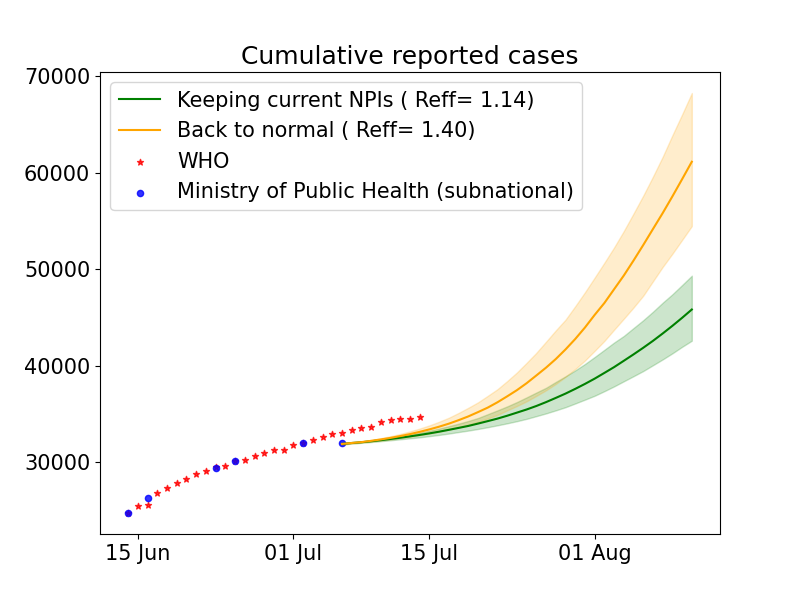 Cumulative reported cases
70000
60000
50000
40000
30000
Keeping current NPIs ( Reff= 1.14)
Back to normal ( Reff= 1.40)
WHO
Ministry of Public Health (subnational)
15 Jun
01 Jul
15 Jul
01 Aug